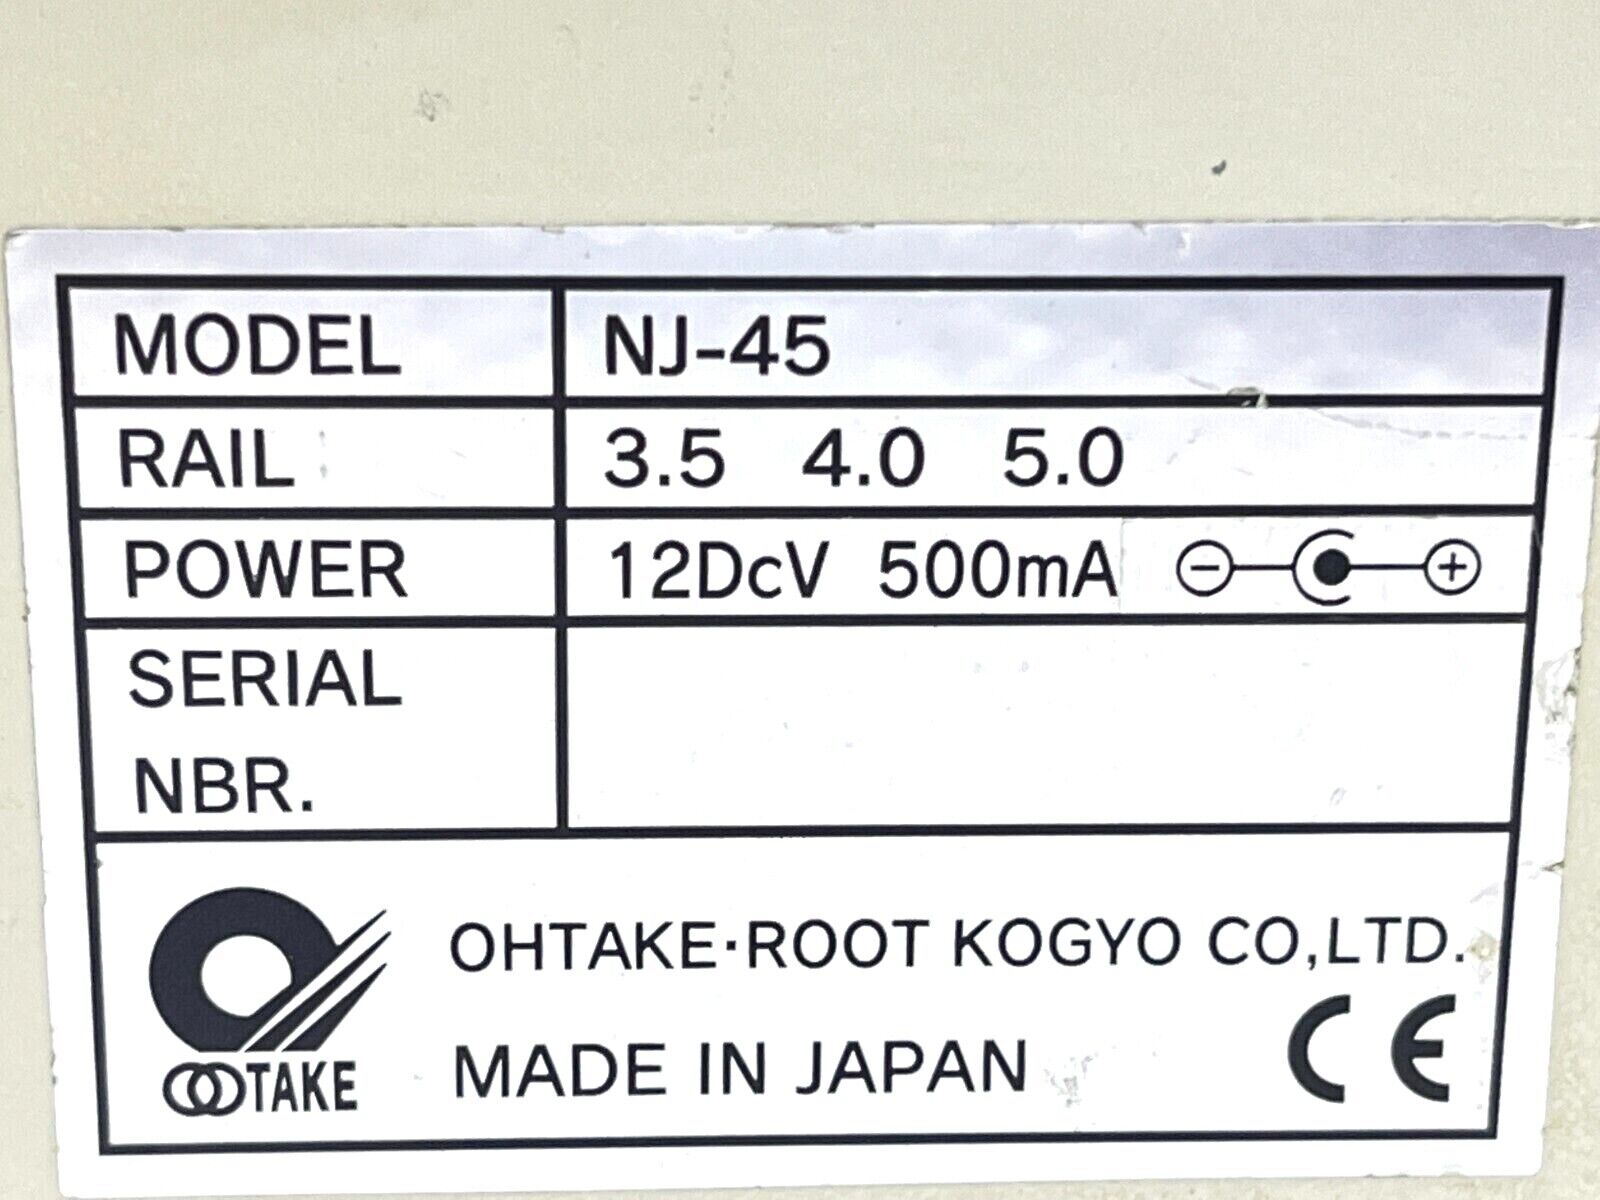 MODEL NJ-45
RAIL 3.5 4.0 5.0
POWER 12DcV 500mA
SERIAL
NBR.
OHTAKE·ROOT KOGYO CO,LTD.
OOTAKE MADE IN JAPAN CE